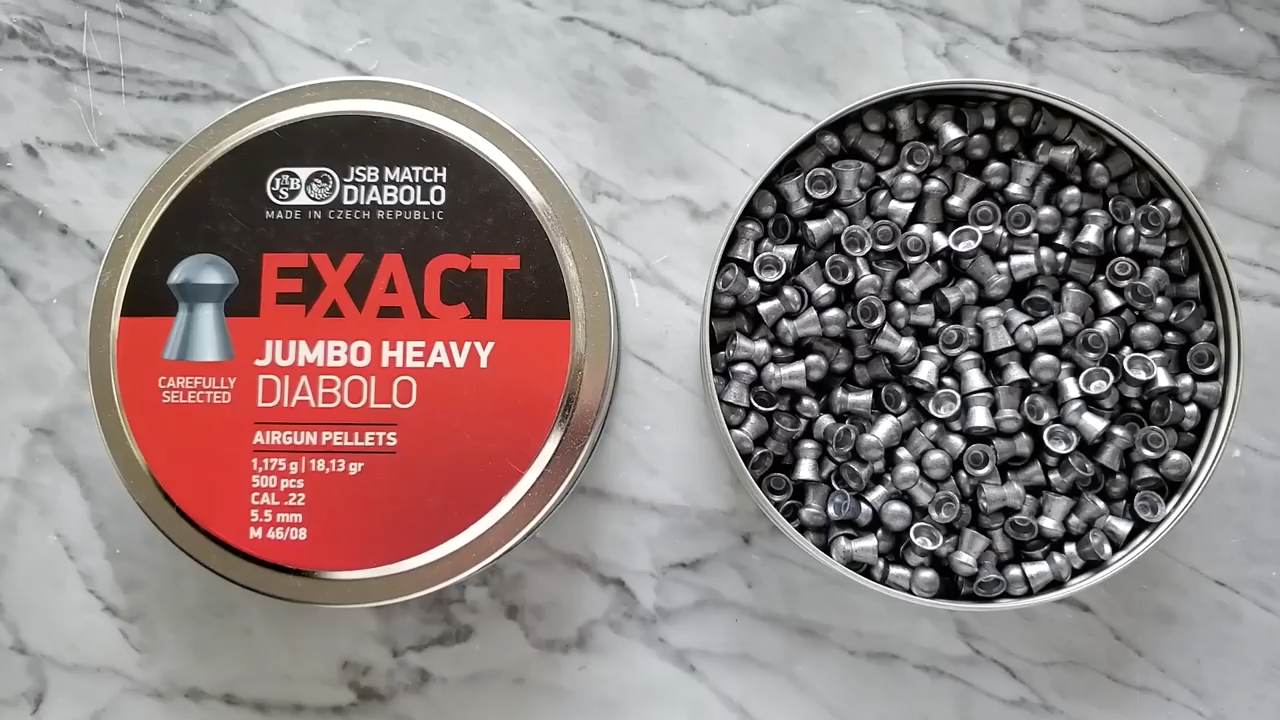 JSB
JSB MATCH
DIABOLO
MADE IN CZECH REPUBLIC
EXACT
JUMBO HEAVY
DIABOLO
CAREFULLY
SELECTED
AIRGUN PELLETS
1,175 g | 18,13 gr
500 pcs
CAL .22
5.5 mm
M 46/08